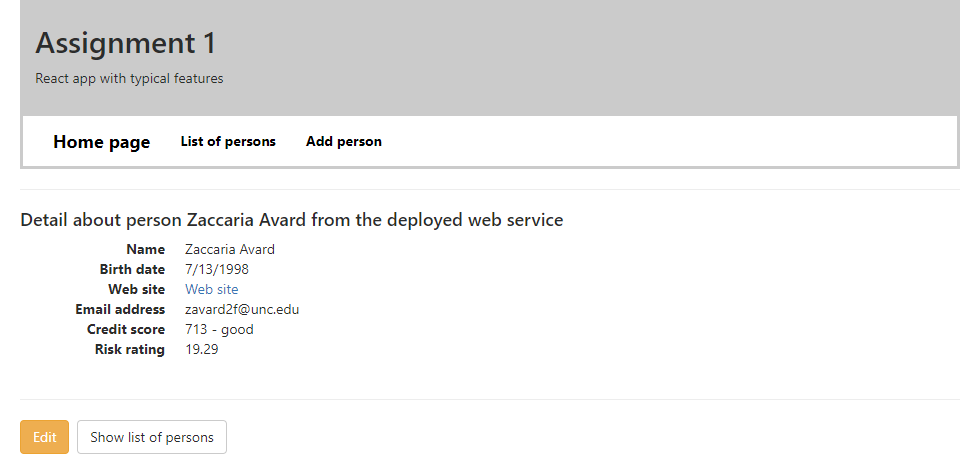 Assignment 1
React app with typical features
Home page List of persons Add person
Detail about person Zaccaria Avard from the deployed web service
Name Zaccaria Avard
Birth date 7/13/1998
Web site Web site
Email address zavard2f@unc.edu
Credit score 713 - good
Risk rating 19.29
Edit Show list of persons